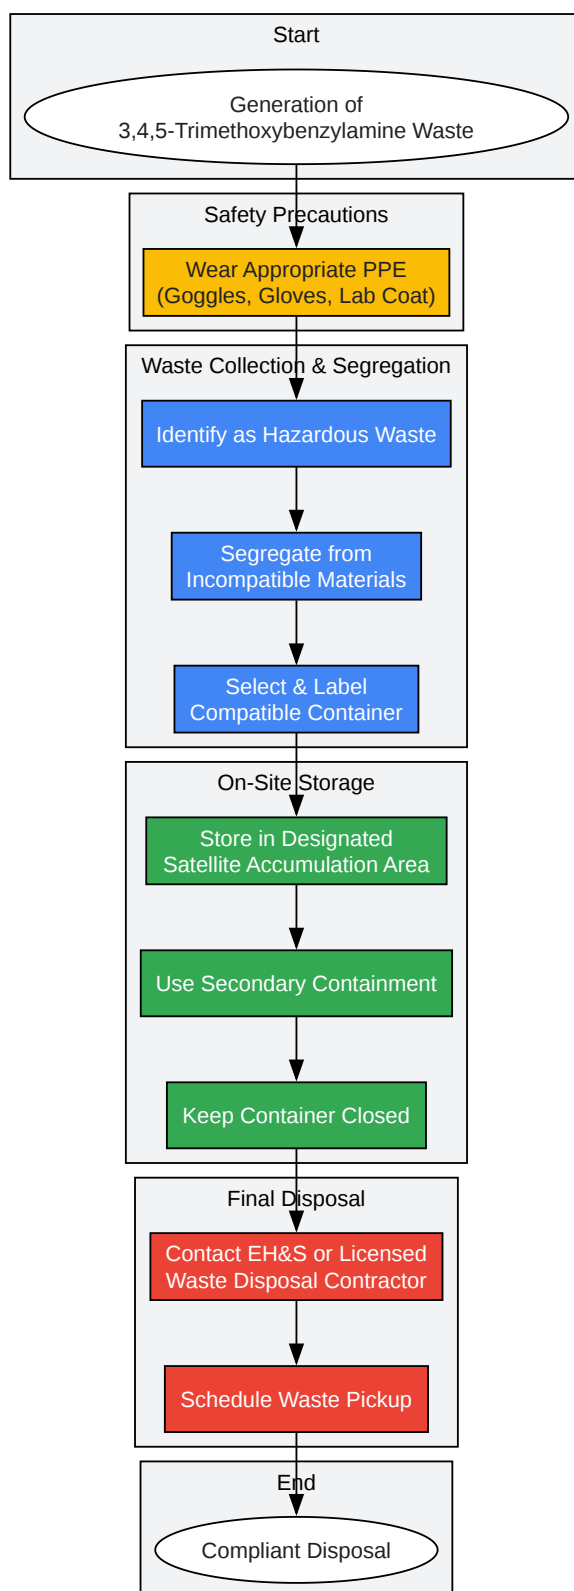 Start
Generation of
3,4,5-Trimethoxybenzylamine Waste
Safety Precautions
Wear Appropriate PPE
(Goggles, Gloves, Lab Coat)
Waste Collection & Segregation
Identify as Hazardous Waste
Segregate from
Incompatible Materials
Select & Label
Compatible Container
On-Site Storage
Store in Designated
Satellite Accumulation Area
Use Secondary Containment
Keep Container Closed
Final Disposal
Contact EH&S or Licensed
Waste Disposal Contractor
Schedule Waste Pickup
End
Compliant Disposal